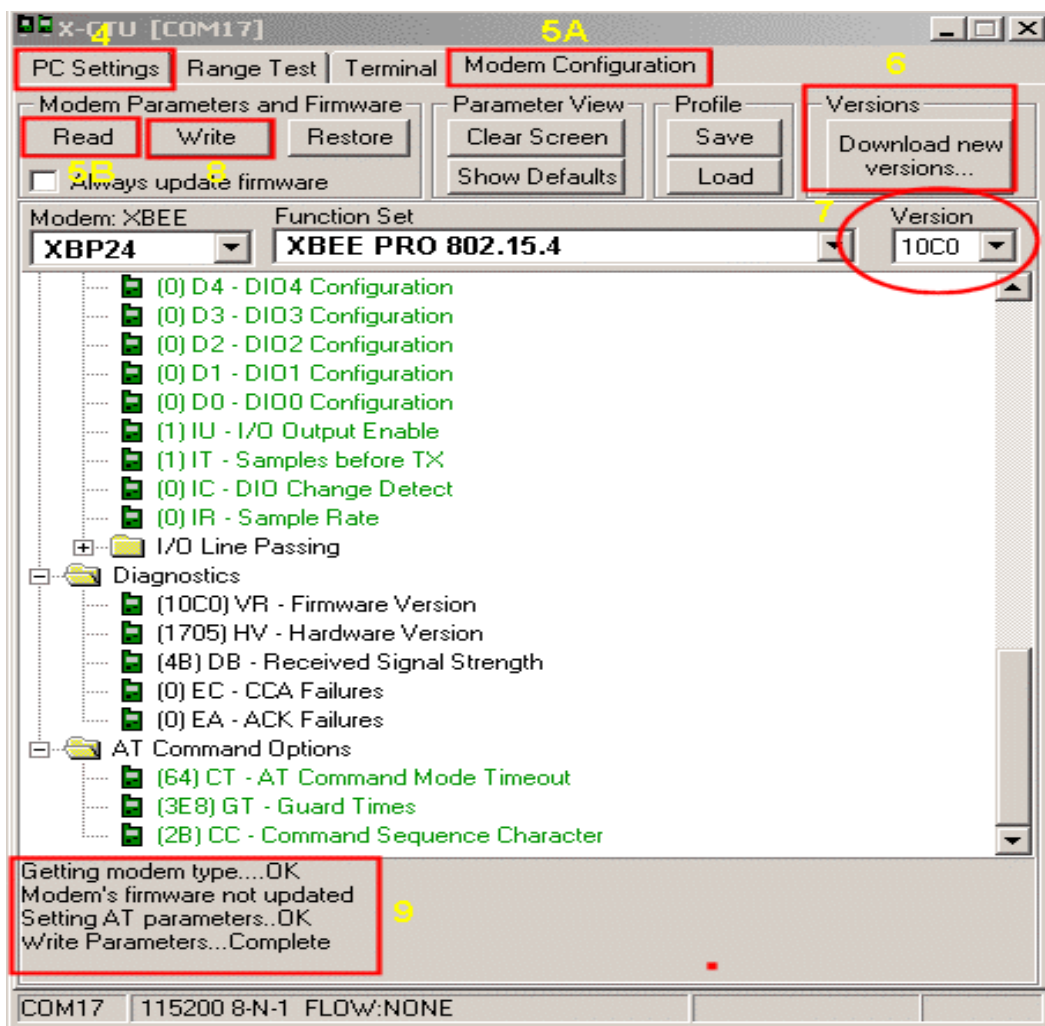 X-CTU [COM17]
4
5A
PC Settings Range Test Terminal Modem Configuration
6
Modem Parameters and Firmware Parameter View Profile Versions
Read Write Restore Clear Screen Save Download new versions...
5B 8
Always update firmware Show Defaults Load
Modem: XBEE Function Set 7 Version
XBP24 XBEE PRO 802.15.4 10C0
(0) D4 - DIO4 Configuration
(0) D3 - DIO3 Configuration
(0) D2 - DIO2 Configuration
(0) D1 - DIO1 Configuration
(0) D0 - DIO0 Configuration
(1) IU - I/O Output Enable
(1) IT - Samples before TX
(0) IC - DIO Change Detect
(0) IR - Sample Rate
I/O Line Passing
Diagnostics
(10C0) VR - Firmware Version
(1705) HV - Hardware Version
(4B) DB - Received Signal Strength
(0) EC - CCA Failures
(0) EA - ACK Failures
AT Command Options
(64) CT - AT Command Mode Timeout
(3E8) GT - Guard Times
(2B) CC - Command Sequence Character
Getting modem type....OK
Modem's firmware not updated
Setting AT parameters..OK
Write Parameters...Complete
9
COM17 115200 8-N-1 FLOW:NONE